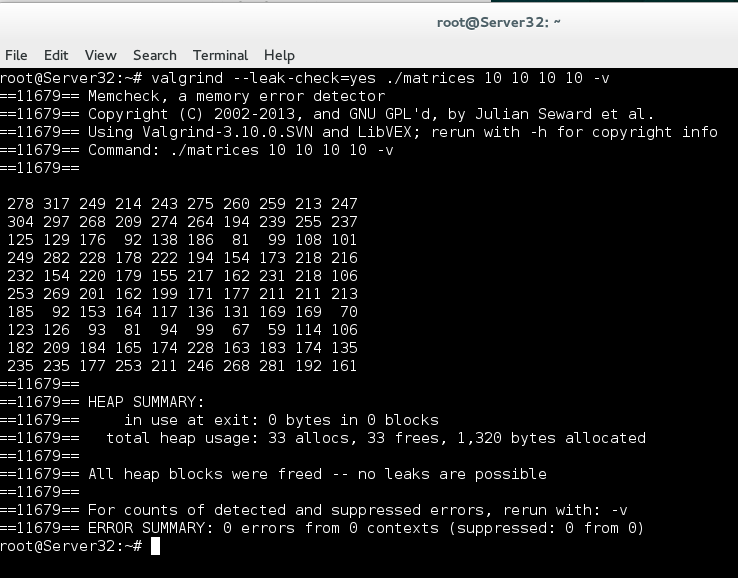 root@Server32: ~
File Edit View Search Terminal Help
root@Server32:~# valgrind --leak-check=yes ./matrices 10 10 10 10 -v
==11679== Memcheck, a memory error detector
==11679== Copyright (C) 2002-2013, and GNU GPL'd, by Julian Seward et al.
==11679== Using Valgrind-3.10.0.SVN and LibVEX; rerun with -h for copyright info
==11679== Command: ./matrices 10 10 10 10 -v
==11679==
278 317 249 214 243 275 260 259 213 247
304 297 268 209 274 264 194 239 255 237
125 129 176 92 138 186 81 99 108 101
249 282 228 178 222 194 154 173 218 216
232 154 220 179 155 217 162 231 218 106
253 269 201 162 199 171 177 211 211 213
185 92 153 164 117 136 131 169 169 70
123 126 93 81 94 99 67 59 114 106
182 209 184 165 174 228 163 183 174 135
235 235 177 253 211 246 268 281 192 161
==11679==
==11679== HEAP SUMMARY:
==11679== in use at exit: 0 bytes in 0 blocks
==11679== total heap usage: 33 allocs, 33 frees, 1,320 bytes allocated
==11679==
==11679== All heap blocks were freed -- no leaks are possible
==11679==
==11679== For counts of detected and suppressed errors, rerun with: -v
==11679== ERROR SUMMARY: 0 errors from 0 contexts (suppressed: 0 from 0)
root@Server32:~#